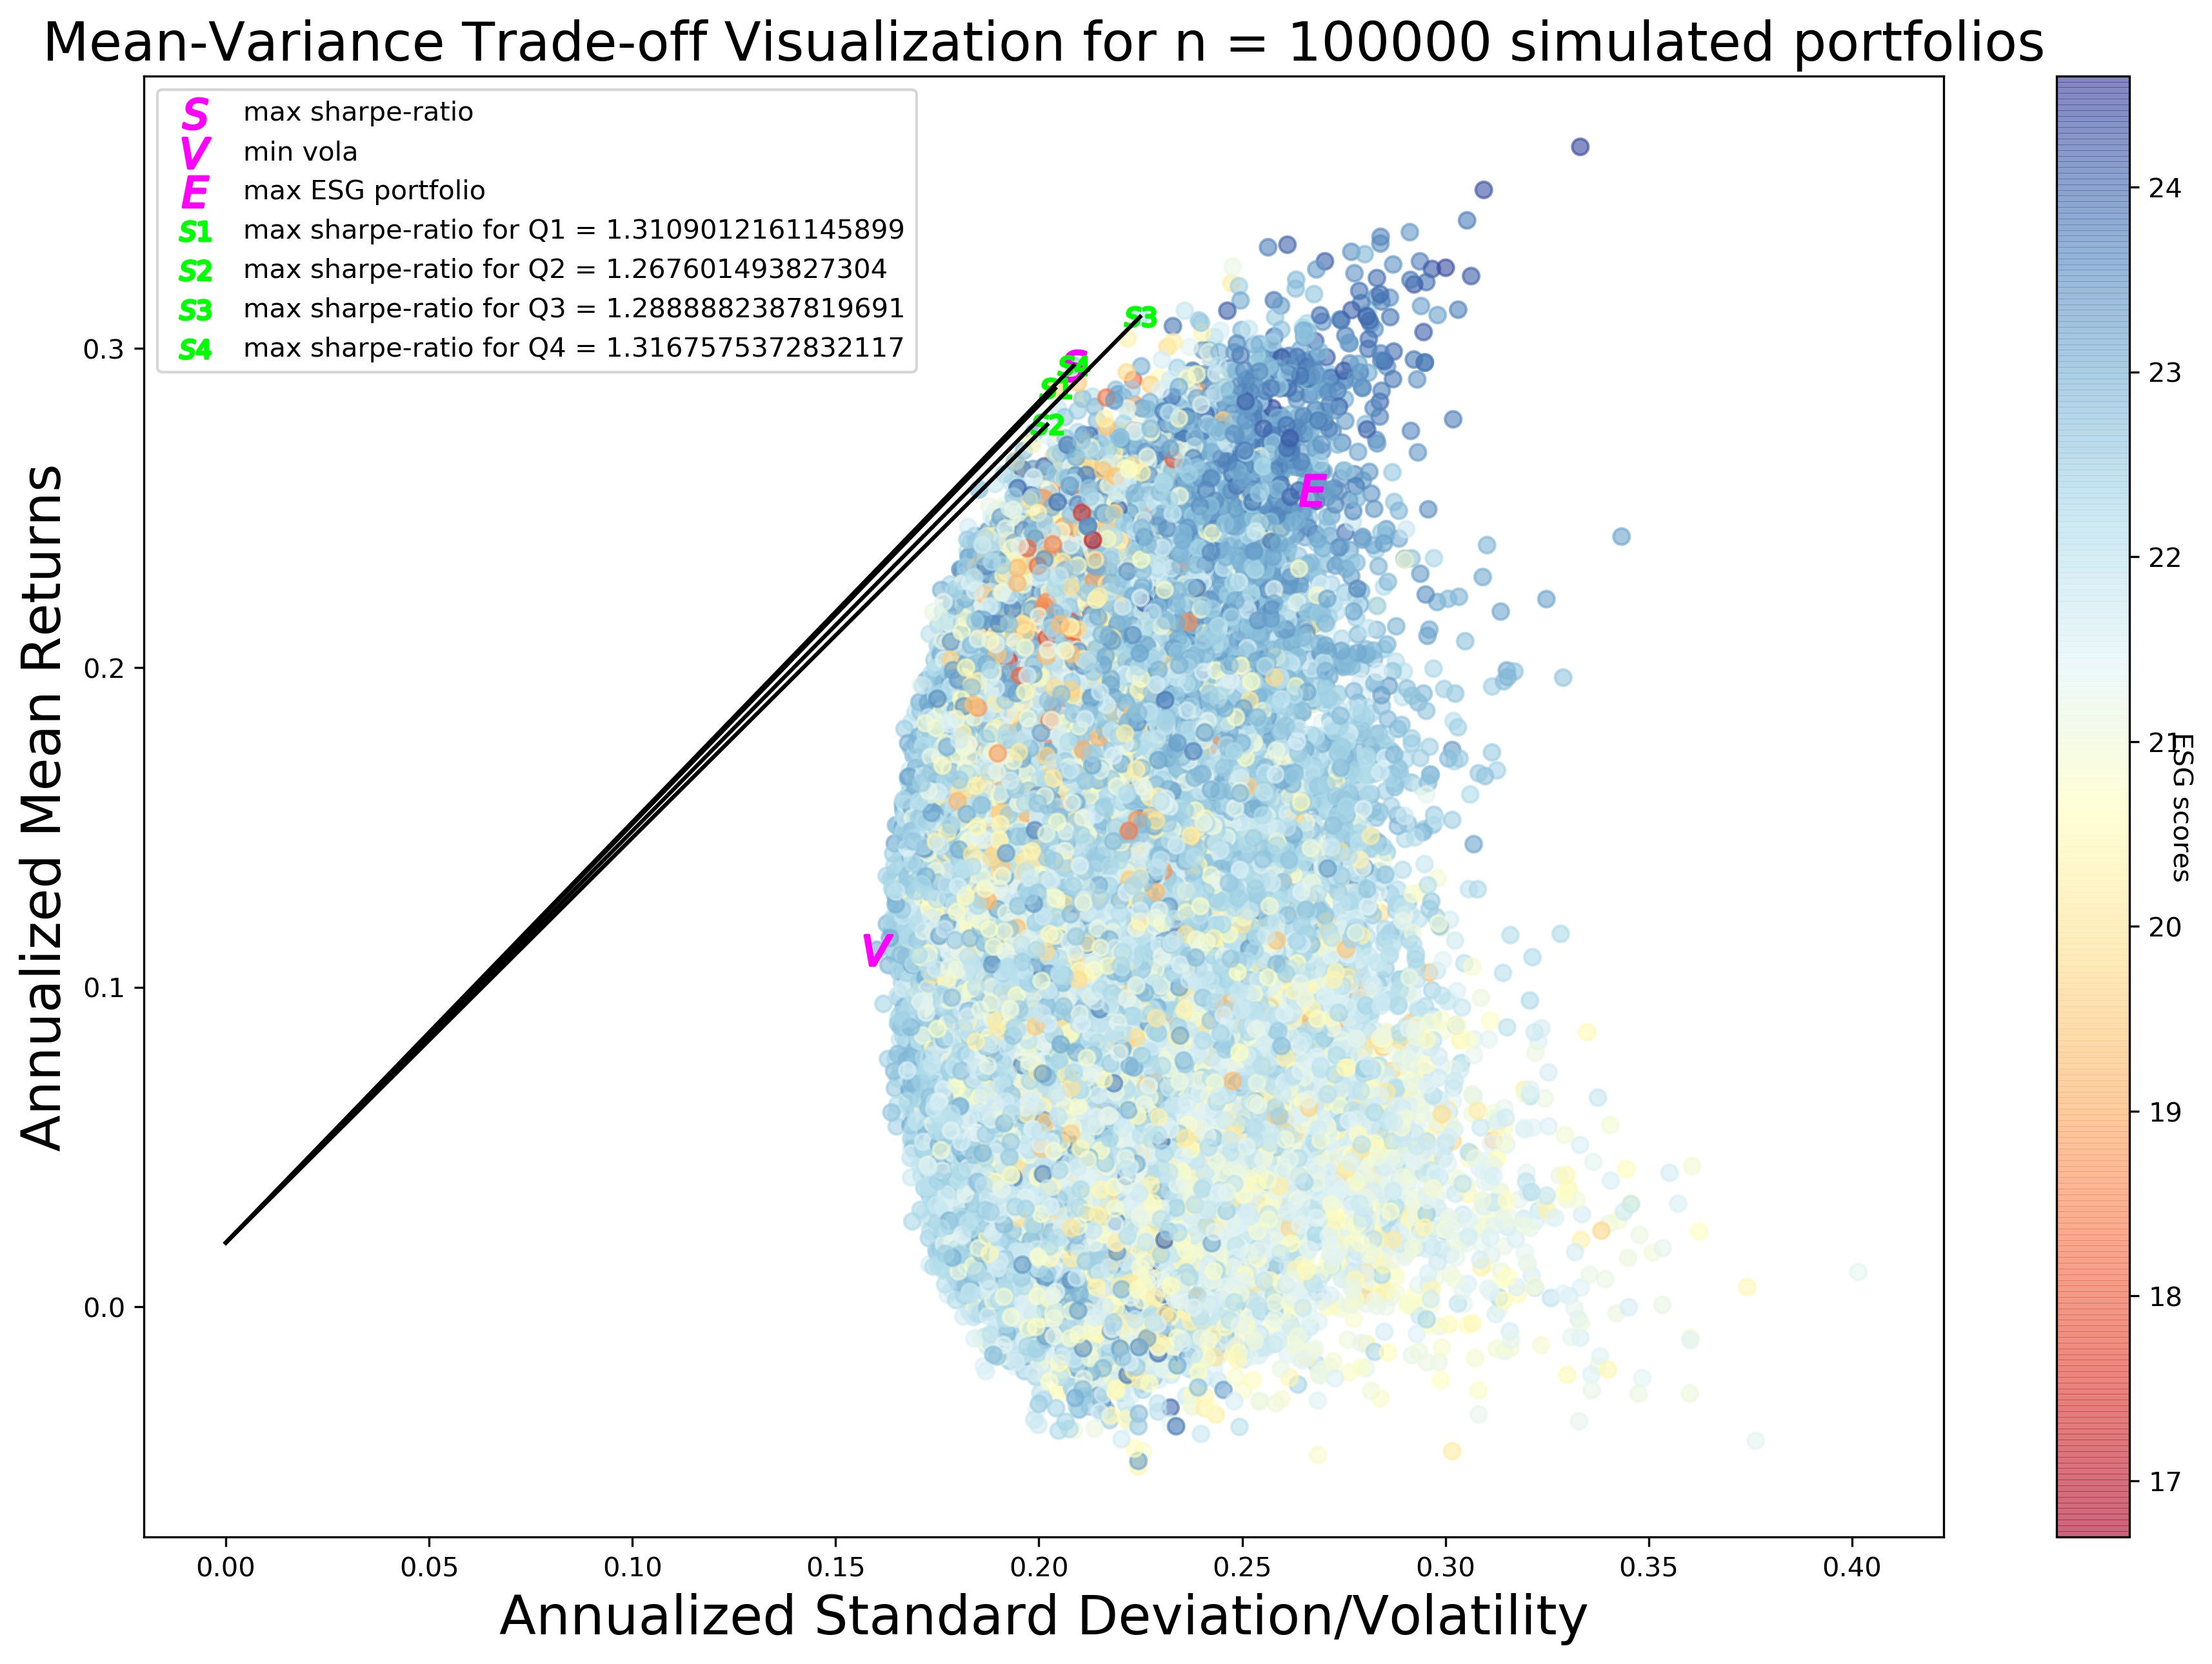 Mean-Variance Trade-off Visualization for n = 100000 simulated portfolios
S max sharpe-ratio
V min vola
E max ESG portfolio
S1 max sharpe-ratio for Q1 = 1.3109012161145899
S2 max sharpe-ratio for Q2 = 1.267601493827304
S3 max sharpe-ratio for Q3 = 1.2888882387819691
S4 max sharpe-ratio for Q4 = 1.3167575372832117
S3
S
S4
S1
S2
E
V
Annualized Mean Returns
0.3
0.2
0.1
0.0
0.00 0.05 0.10 0.15 0.20 0.25 0.30 0.35 0.40
Annualized Standard Deviation/Volatility
24
23
22
21
20
19
18
17
ESG scores